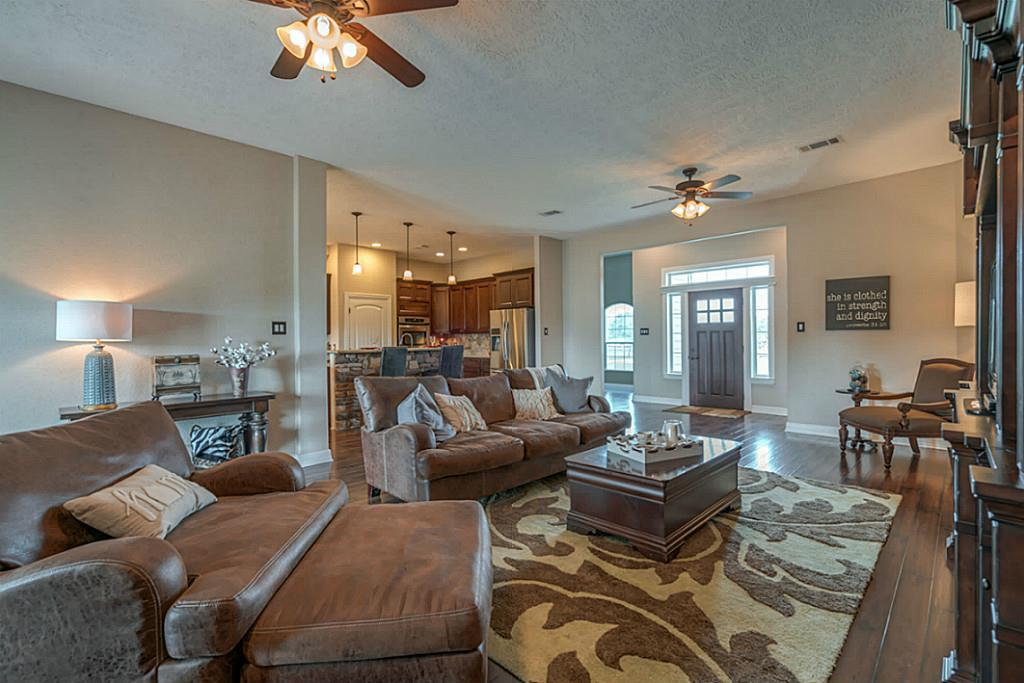 she is clothed
in strength
and dignity